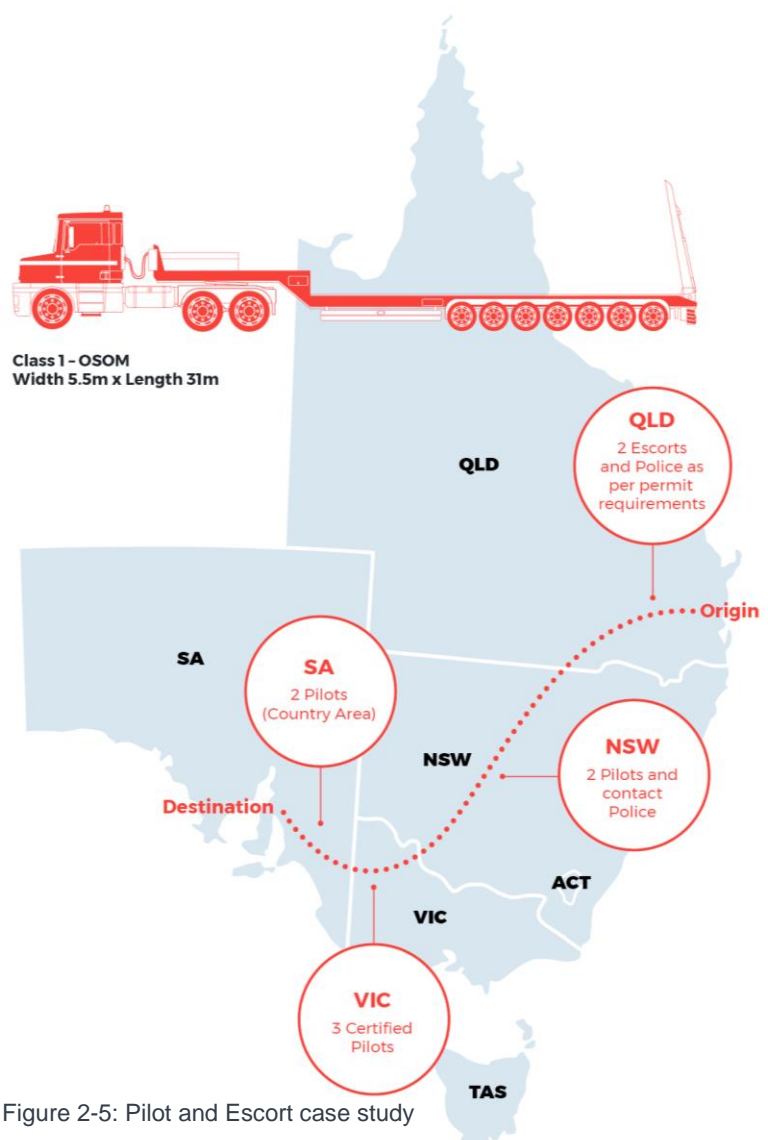 Class 1 - OSOM
Width 5.5m x Length 31m
QLD
2 Escorts
and Police as
per permit
requirements
QLD
Origin
SA
SA
2 Pilots
(Country Area)
NSW
NSW
2 Pilots and
contact
Police
Destination
ACT
VIC
VIC
3 Certified
Pilots
TAS
Figure 2-5: Pilot and Escort case study